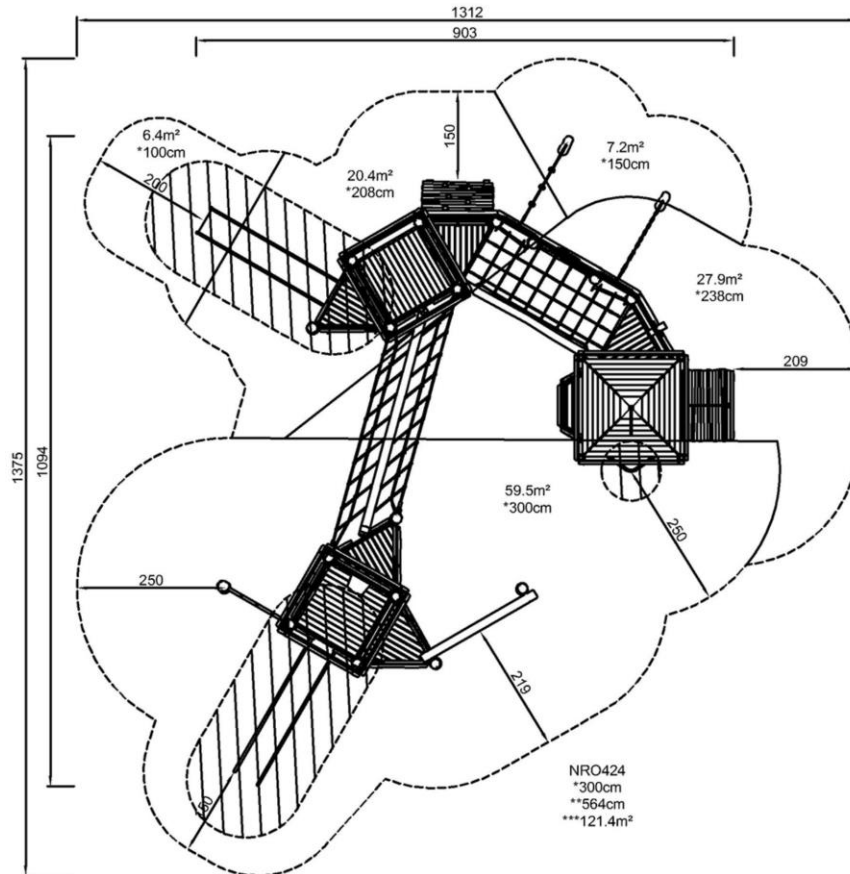 1312
903
6.4m²
*100cm
200
20.4m²
*208cm
150
7.2m²
*150cm
27.9m²
*238cm
209
1375
1094
59.5m²
*300cm
250
250
219
150
NRO424
*300cm
**564cm
***121.4m²